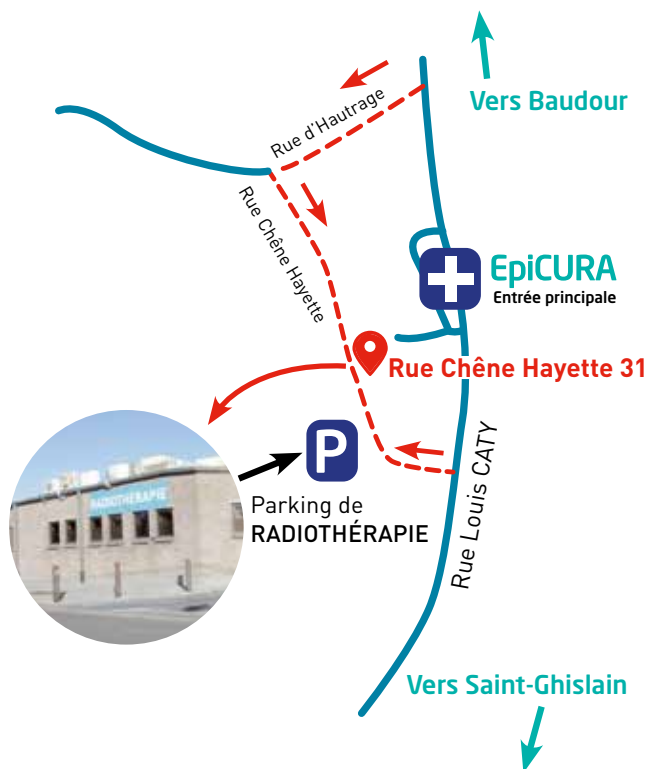 Vers Baudour
Rue d'Hautrage
Rue Chêne Hayette
EpiCURA
Entrée principale
Rue Chêne Hayette 31
P
RADIOTHÉRAPIE
Parking de
RADIOTHÉRAPIE
Rue Louis CATY
Vers Saint-Ghislain